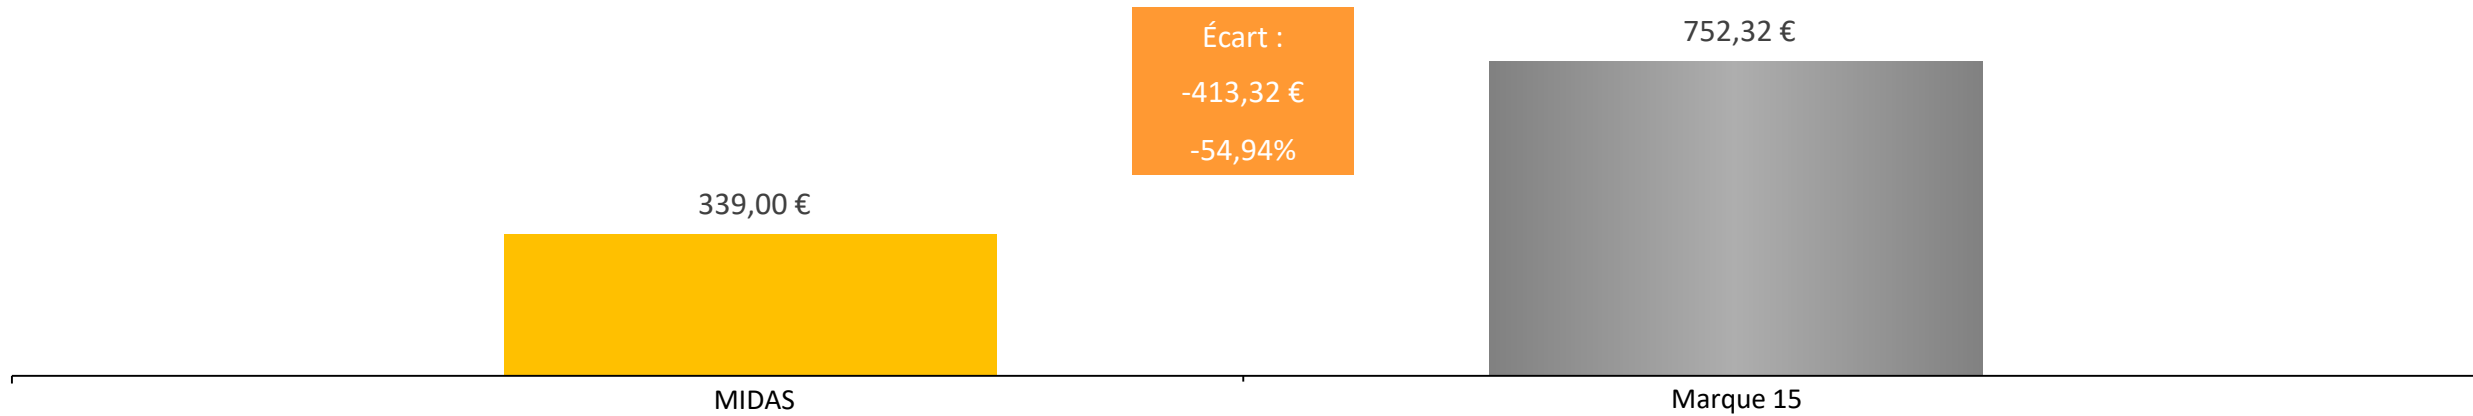 Écart :
-413,32 €
-54,94%
752,32 €
339,00 €
MIDAS
Marque 15